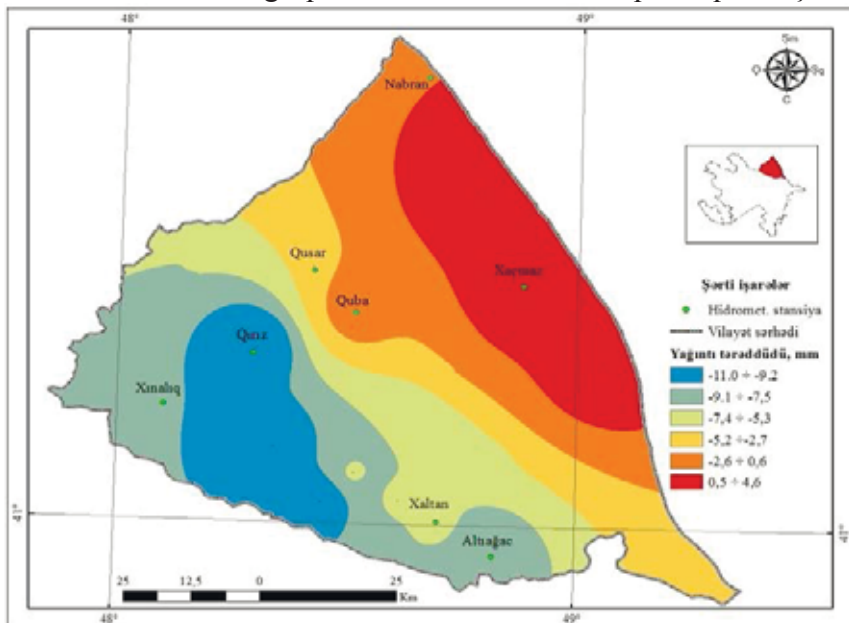 48° 49°
Şm
Q Şq
C
Nabran
Xaçmaz
Qusar
Quba
Qırız
Xınalıq
Xaltan
Altıağac
Şərti işarələr
Hidromet. stansiya
Vilayət sərhədi
Yağıntı tərəddüdü, mm
-11.0 ÷ -9.2
-9.1 ÷ -7,5
-7,4 ÷ -5,3
-5,2 ÷ -2,7
-2,6 ÷ 0,6
0,5 ÷ 4,6
41° 41°
25 12,5 0 25
Km
48° 49°